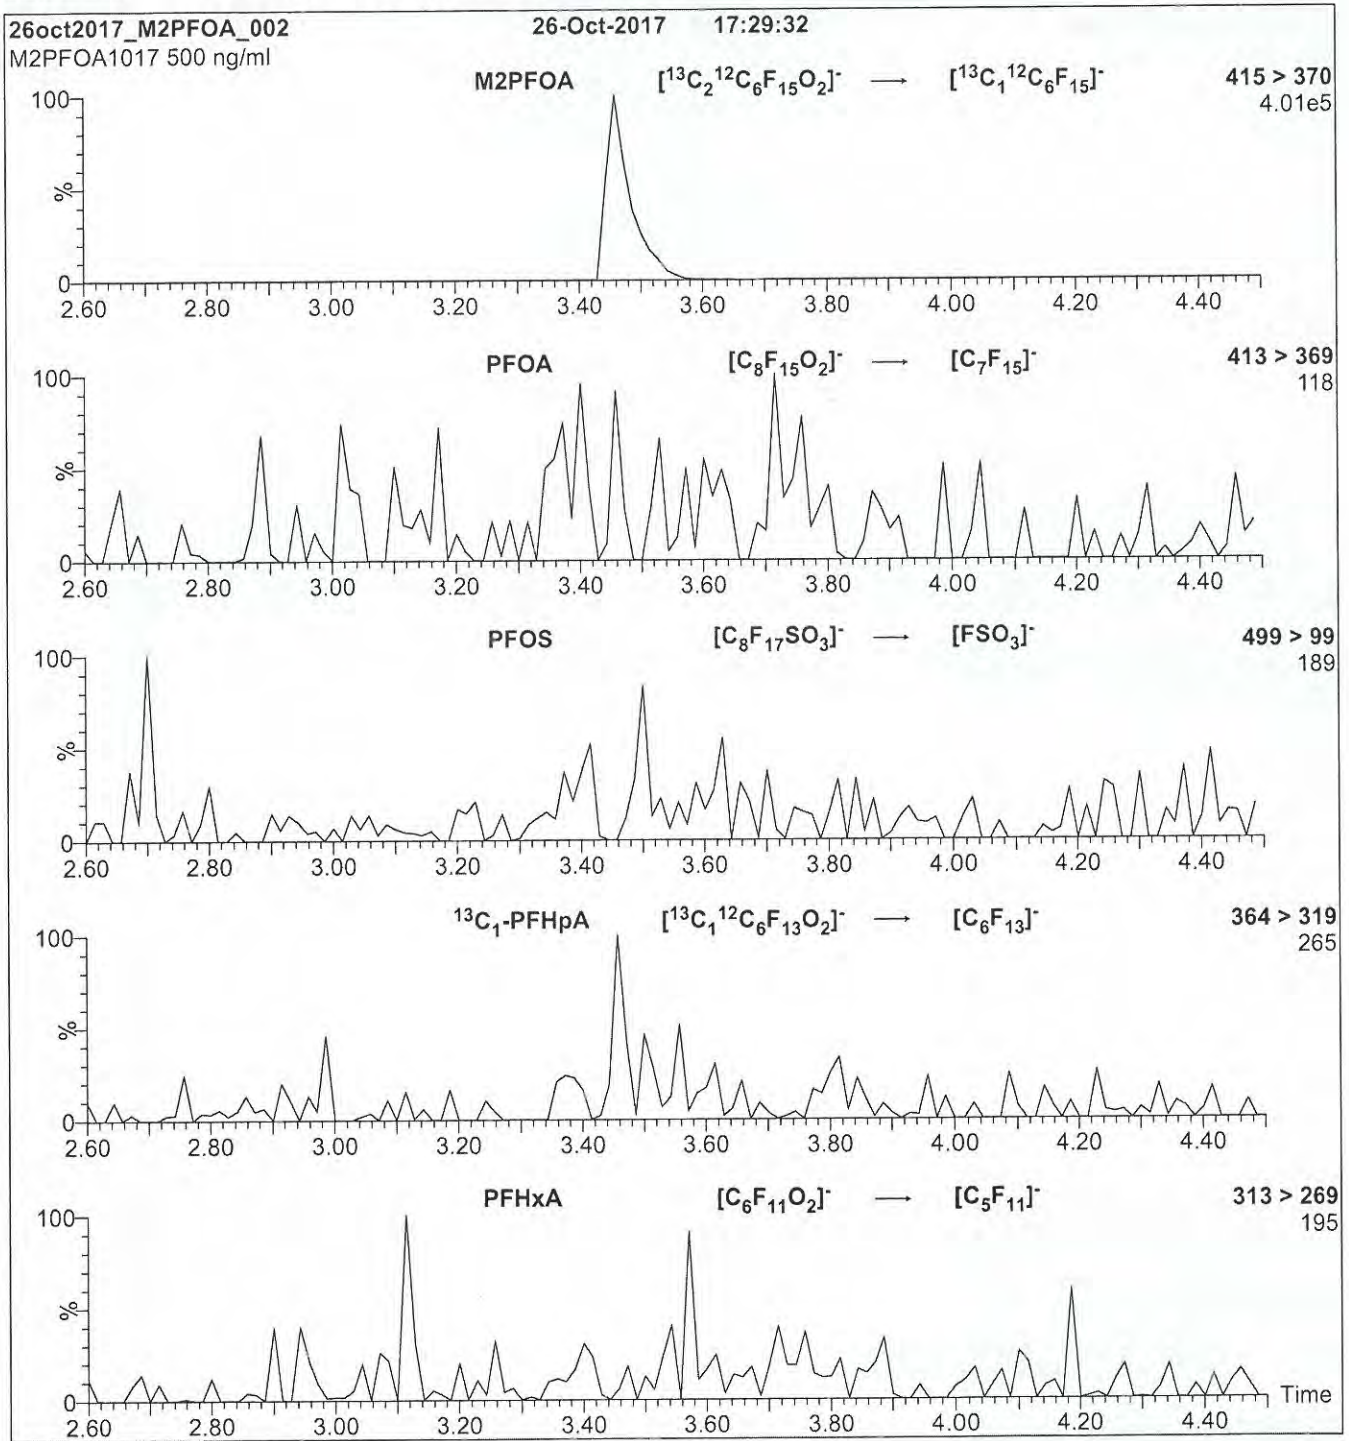 26oct2017_M2PFOA_002 26-Oct-2017 17:29:32
M2PFOA1017 500 ng/ml
M2PFOA [¹³C₂¹²C₆F₁₅O₂]⁻ → [¹³C₁¹²C₆F₁₅]⁻ 415 > 370
4.01e5
100
%
0
2.60 2.80 3.00 3.20 3.40 3.60 3.80 4.00 4.20 4.40
PFOA [C₈F₁₅O₂]⁻ → [C₇F₁₅]⁻ 413 > 369
118
100
%
0
2.60 2.80 3.00 3.20 3.40 3.60 3.80 4.00 4.20 4.40
PFOS [C₈F₁₇SO₃]⁻ → [FSO₃]⁻ 499 > 99
189
100
%
0
2.60 2.80 3.00 3.20 3.40 3.60 3.80 4.00 4.20 4.40
¹³C₁-PFHpA [¹³C₁¹²C₆F₁₃O₂]⁻ → [C₆F₁₃]⁻ 364 > 319
265
100
%
0
2.60 2.80 3.00 3.20 3.40 3.60 3.80 4.00 4.20 4.40
PFHxA [C₆F₁₁O₂]⁻ → [C₅F₁₁]⁻ 313 > 269
195
100
%
0
Time
2.60 2.80 3.00 3.20 3.40 3.60 3.80 4.00 4.20 4.40